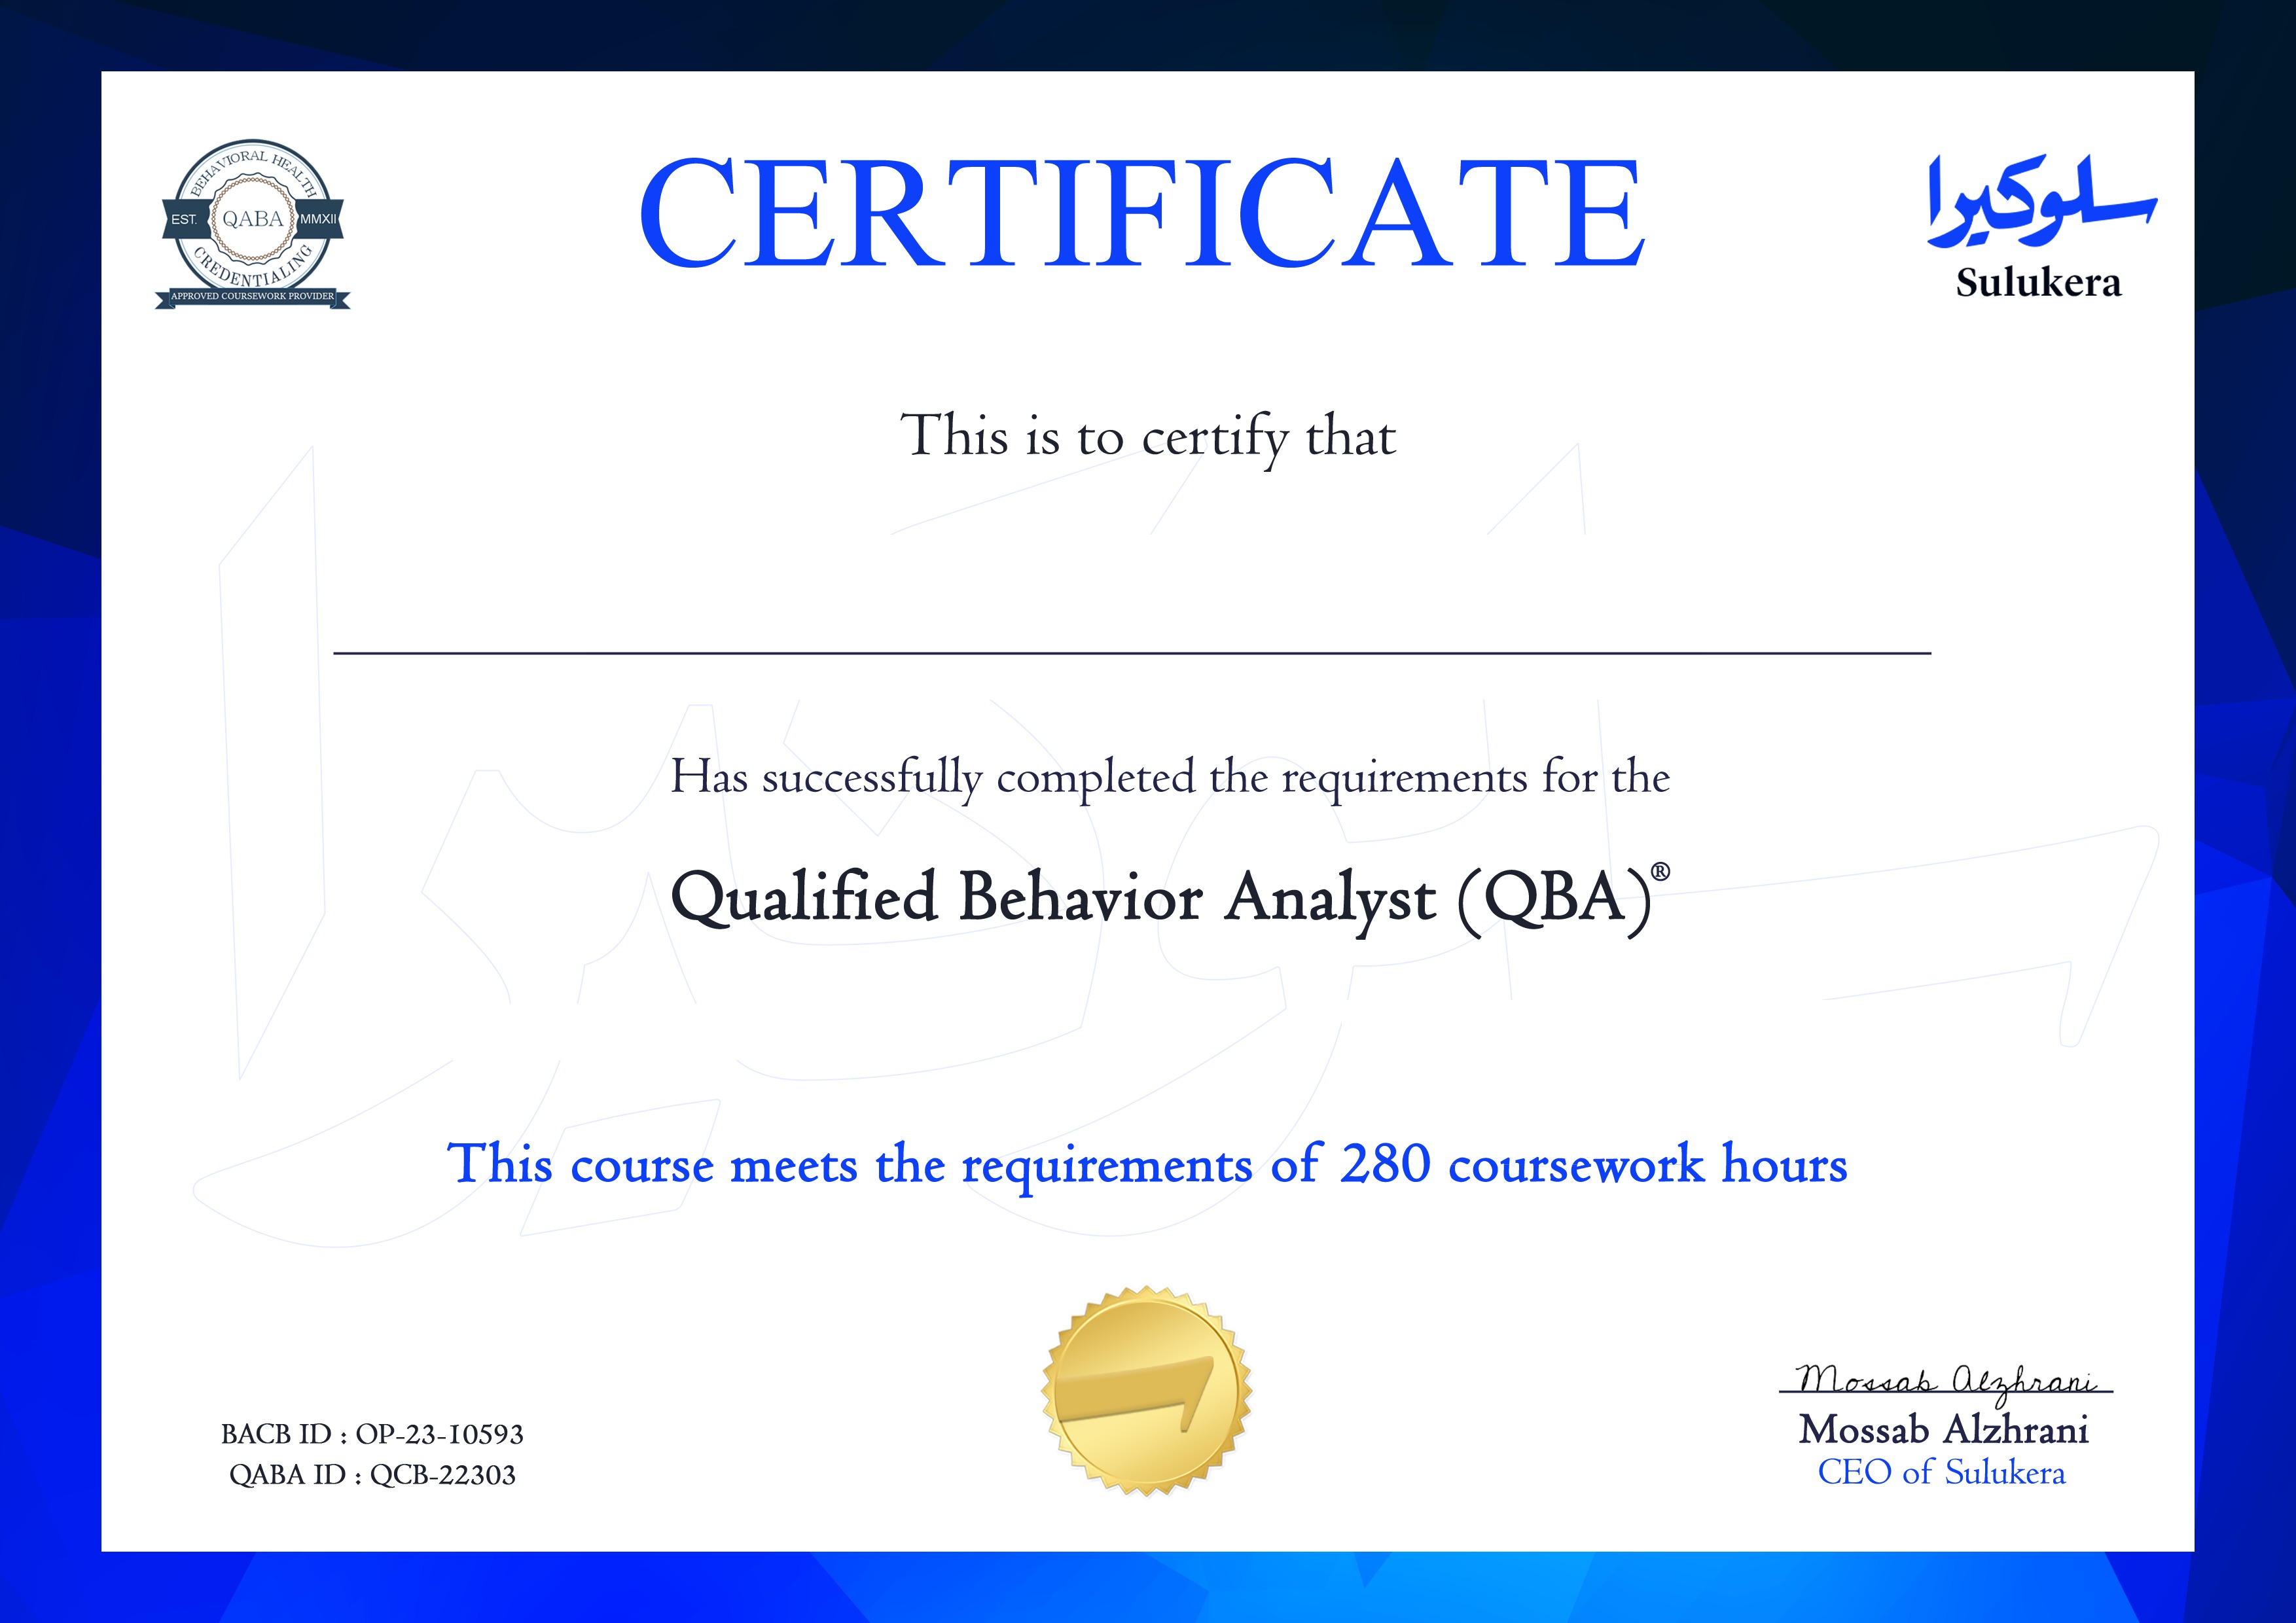 BEHAVIORAL HEALTH
EST. QABA MMXII
CREDENTIALING
APPROVED COURSEWORK PROVIDER
CERTIFICATE
سلوكيرا
Sulukera
This is to certify that
Has successfully completed the requirements for the
Qualified Behavior Analyst (QBA)®
This course meets the requirements of 280 coursework hours
BACB ID : OP-23-10593
QABA ID : QCB-22303
Mossab Alzhrani
Mossab Alzhrani
CEO of Sulukera